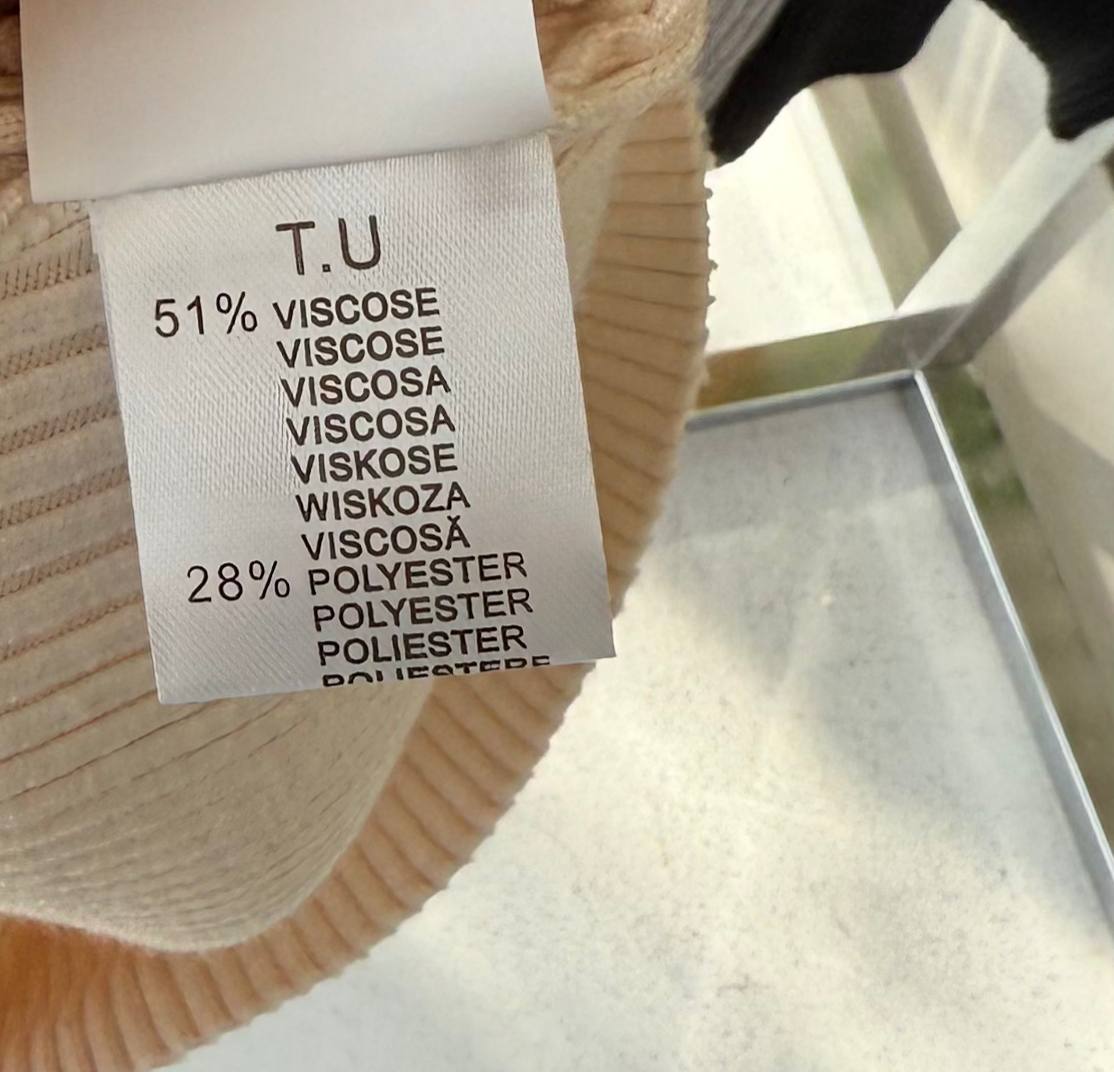 T.U
51% VISCOSE
VISCOSE
VISCOSA
VISCOSA
VISKOSE
WISKOZA
VISCOSĂ
28% POLYESTER
POLYESTER
POLIESTER